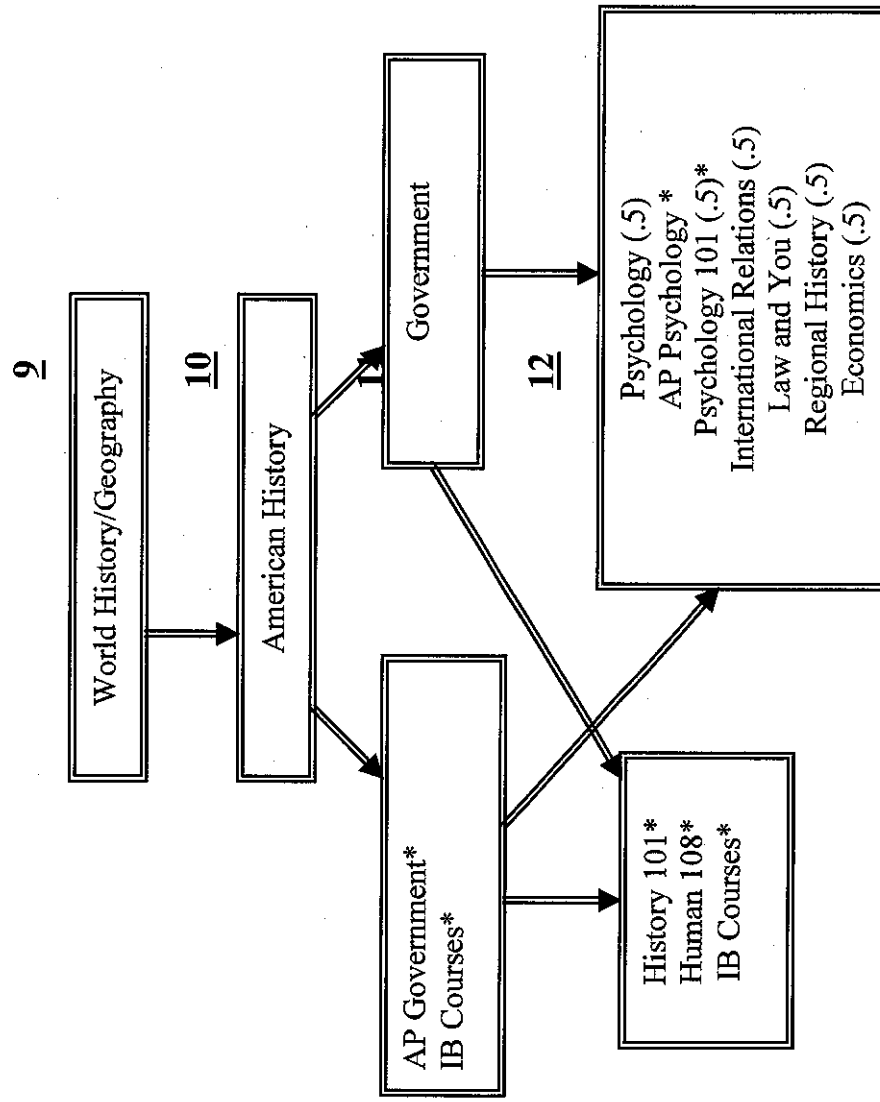 9
World History/Geography
10
American History
1
AP Government*
IB Courses*
Government
12
History 101*
Human 108*
IB Courses*
Psychology (.5)
AP Psychology *
Psychology 101 (.5)*
International Relations (.5)
Law and You (.5)
Regional History (.5)
Economics (.5)